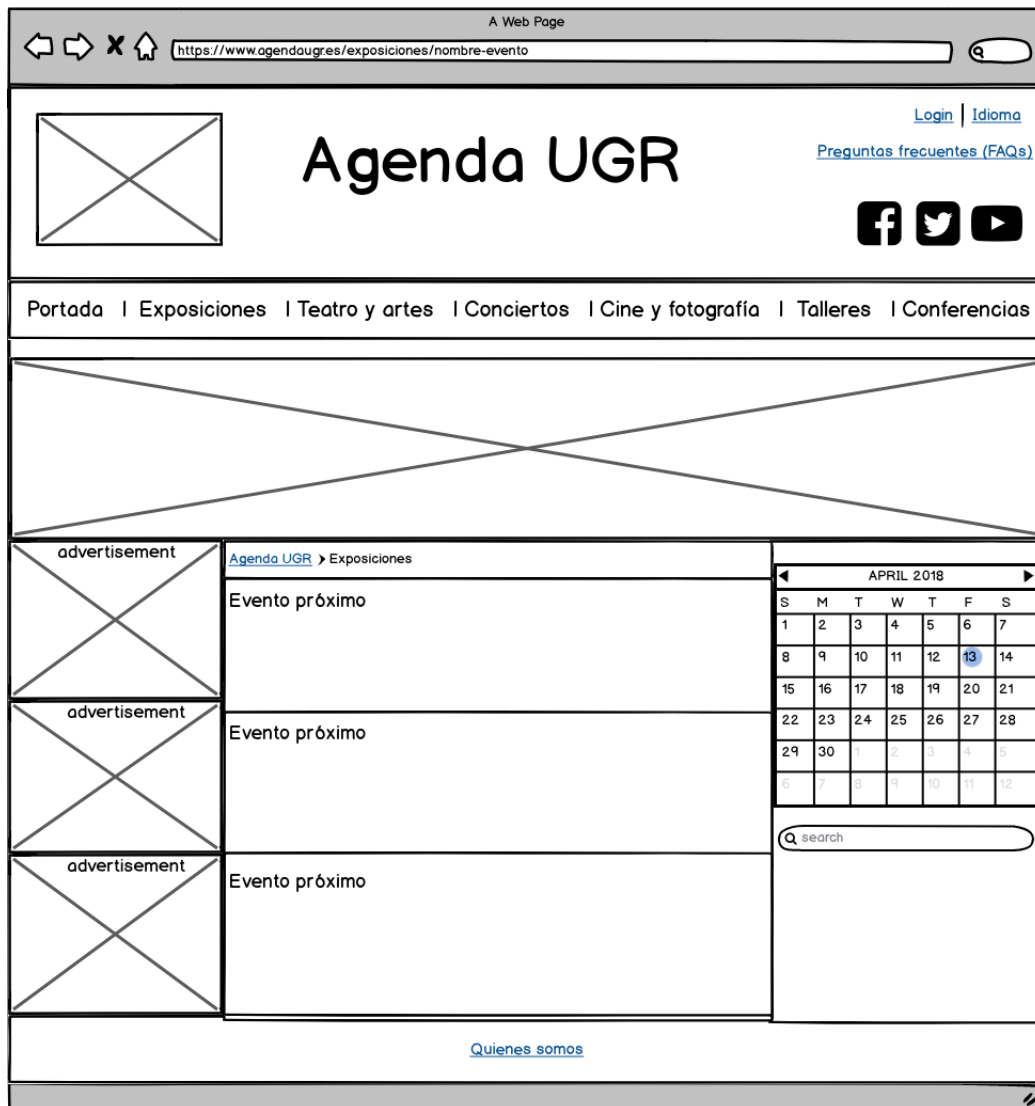 A Web Page
https://www.agendaugr.es/exposiciones/nombre-evento
Login | Idioma
Agenda UGR
Preguntas frecuentes (FAQs)
Portada | Exposiciones | Teatro y artes | Conciertos | Cine y fotografía | Talleres | Conferencias
advertisement
Agenda UGR > Exposiciones
Evento próximo
advertisement
Evento próximo
advertisement
Evento próximo
APRIL 2018
S M T W T F S
1 2 3 4 5 6 7
8 9 10 11 12 13 14
15 16 17 18 19 20 21
22 23 24 25 26 27 28
29 30 1 2 3 4 5
6 7 8 9 10 11 12
search
Quienes somos